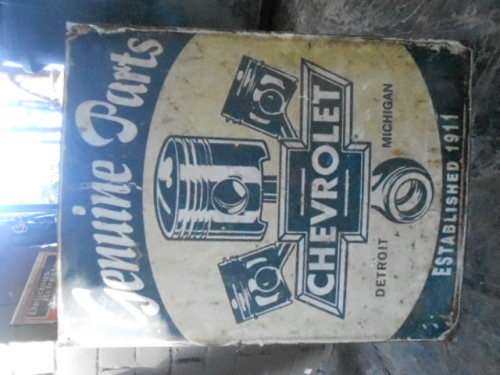 Genuine Parts
CHEVROLET
DETROIT MICHIGAN
ESTABLISHED 1911